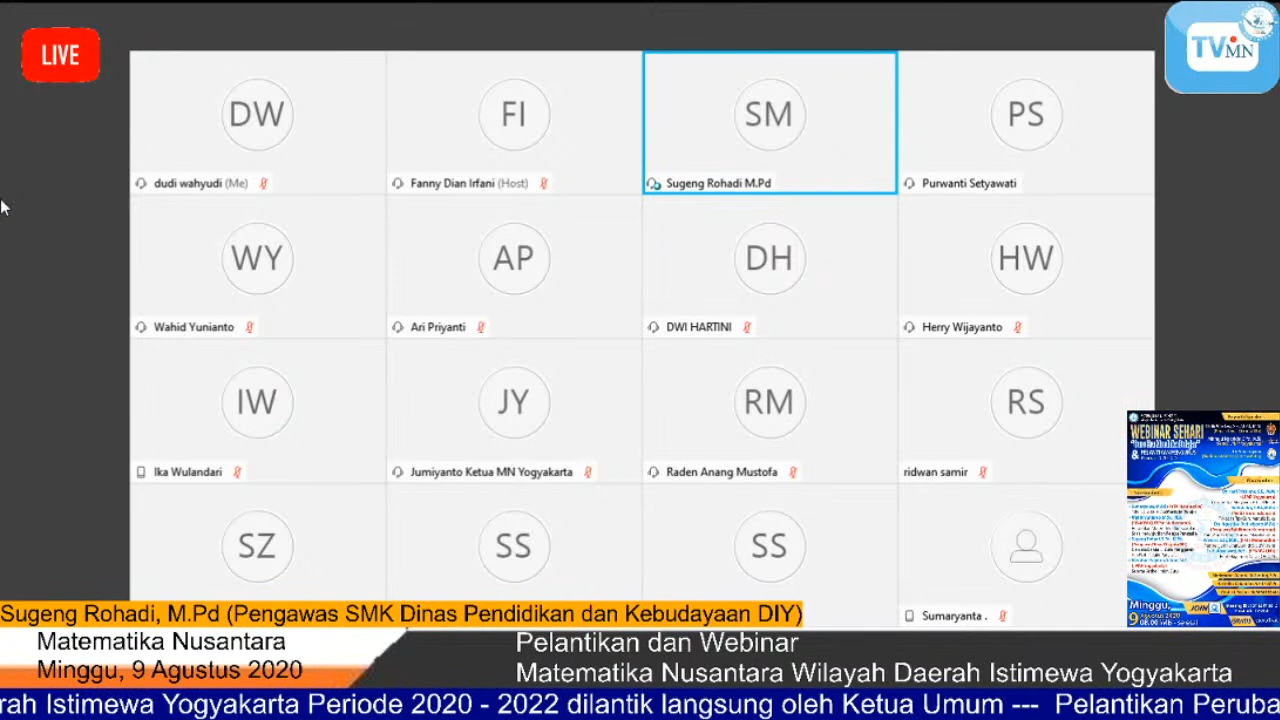 LIVE
TViMN
DW
FI
SM
PS
dudi wahyudi (Me)
Fanny Dian Irfani (Host)
Sugeng Rohadi M.Pd
Purwanti Setyawati
WY
AP
DH
HW
Wahid Yunianto
Ari Priyanti
DWI HARTINI
Herry Wijayanto
IW
JY
RM
RS
Ika Wulandari
Jumiyanto Ketua MN Yogyakarta
Raden Anang Mustofa
ridwan samir
SZ
SS
SS
Sumaryanta .
WEBINAR SEHARI
Minggu,
9
Sugeng Rohadi, M.Pd (Pengawas SMK Dinas Pendidikan dan Kebudayaan DIY)
Matematika Nusantara
Minggu, 9 Agustus 2020
Pelantikan dan Webinar
Matematika Nusantara Wilayah Daerah Istimewa Yogyakarta
rah Istimewa Yogyakarta Periode 2020 - 2022 dilantik langsung oleh Ketua Umum --- Pelantikan Peruba